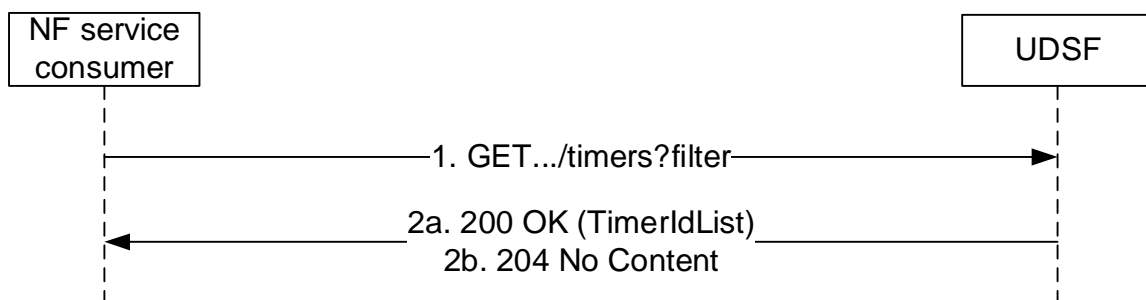 NF service
consumer
UDSF
1. GET.../timers?filter
2a. 200 OK (TimerIdList)
2b. 204 No Content